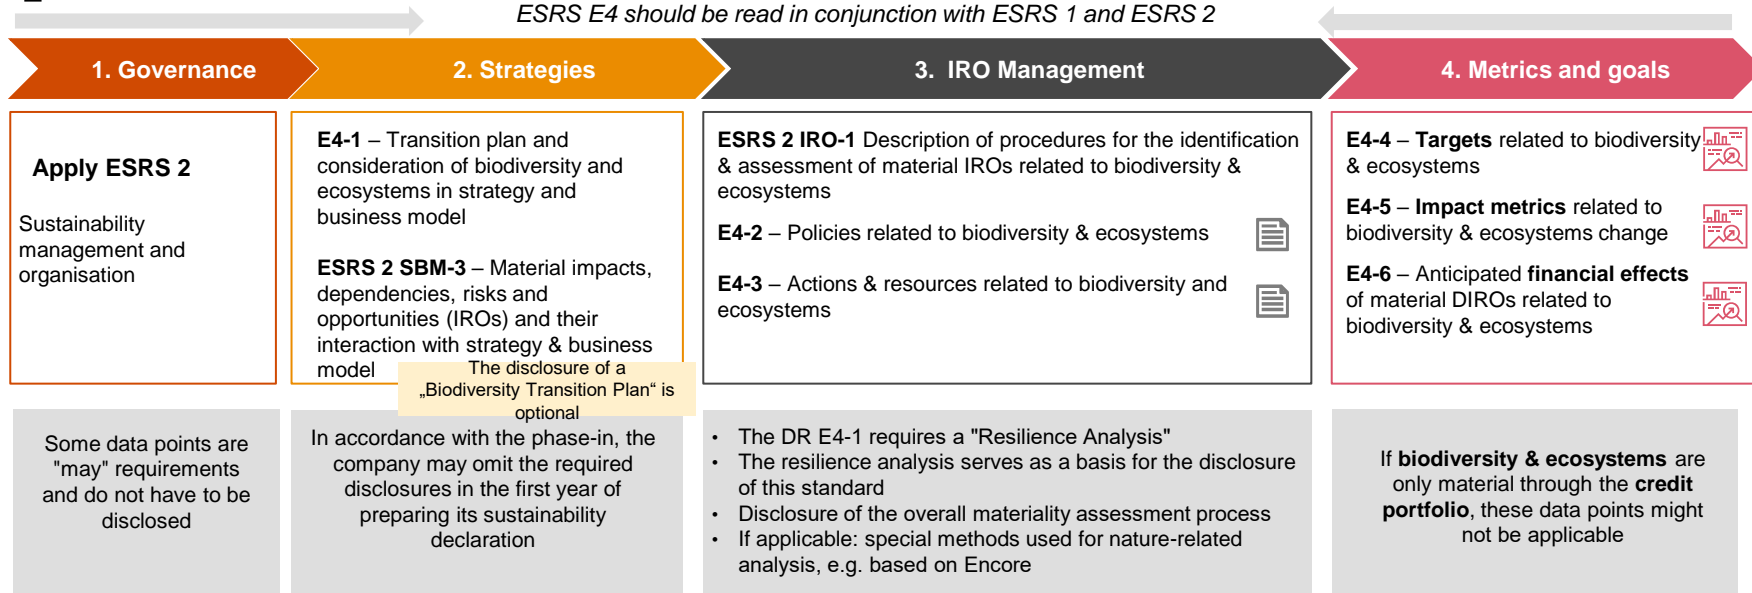 ESRS E4 should be read in conjunction with ESRS 1 and ESRS 2
1. Governance
2. Strategies
3. IRO Management
4. Metrics and goals
Apply ESRS 2
Sustainability
management and
organisation
E4-1 – Transition plan and
consideration of biodiversity and
ecosystems in strategy and
business model
ESRS 2 SBM-3 – Material impacts,
dependencies, risks and
opportunities (IROs) and their
interaction with strategy & business
model
The disclosure of a
„Biodiversity Transition Plan“ is
optional
ESRS 2 IRO-1 Description of procedures for the identification
& assessment of material IROs related to biodiversity &
ecosystems
E4-2 – Policies related to biodiversity & ecosystems
E4-3 – Actions & resources related to biodiversity and
ecosystems
E4-4 – Targets related to biodiversity
& ecosystems
E4-5 – Impact metrics related to
biodiversity & ecosystems change
E4-6 – Anticipated financial effects
of material DIROs related to
biodiversity & ecosystems
Some data points are
"may" requirements
and do not have to be
disclosed
In accordance with the phase-in, the
company may omit the required
disclosures in the first year of
preparing its sustainability
declaration
• The DR E4-1 requires a "Resilience Analysis"
• The resilience analysis serves as a basis for the disclosure
of this standard
• Disclosure of the overall materiality assessment process
• If applicable: special methods used for nature-related
analysis, e.g. based on Encore
If biodiversity & ecosystems are
only material through the credit
portfolio, these data points might
not be applicable